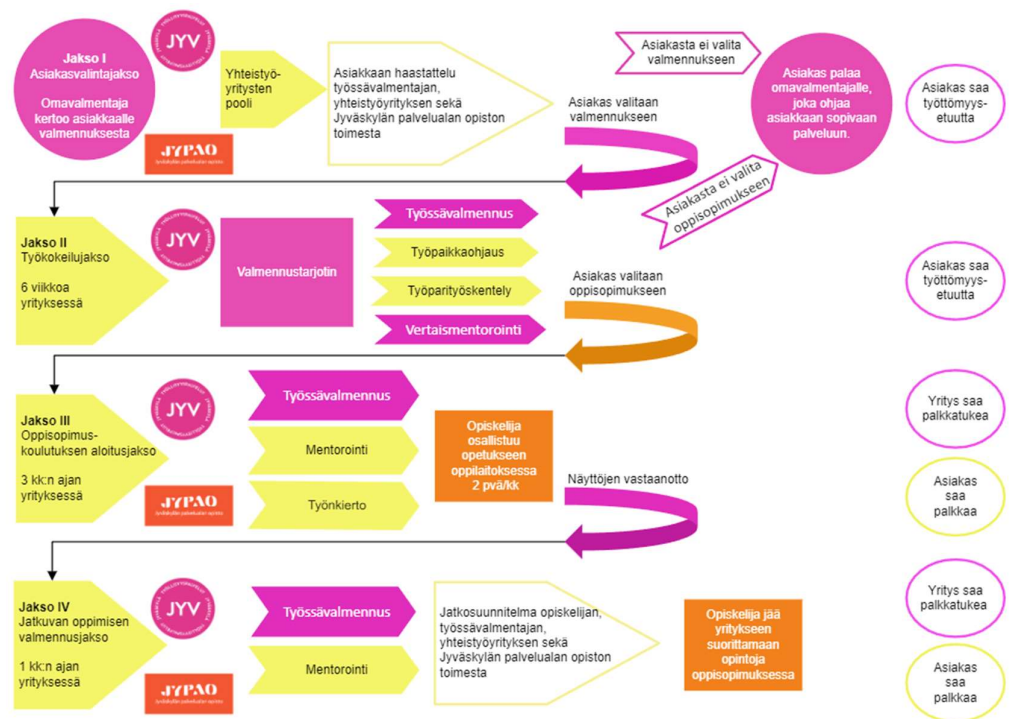 Jakso I
Asiakasvalintajakso
Omavalmentaja
kertoo asiakkaalle
valmennuksesta
JYV
JYPAO
Yhteistyö-
yritysten
pooli
Asiakkaan haastattelu
työssävalmentajan,
yhteistyöyrityksen sekä
Jyväskylän palvelualan opiston
toimesta
Asiakas valitaan
valmennukseen
Asiakasta ei valita
valmennukseen
Asiakas palaa
omavalmentajalle,
joka ohjaa
asiakkaan sopivaan
palveluun.
Asiakas saa
työttömyys-
etuutta
Asiakasta ei valita
oppisopimukseen
Jakso II
Työkokeilujakso
6 viikkoa
yrityksessä
JYV
Valmennustarjotin
Työssävalmennus
Työpaikkaohjaus
Työparityöskentely
Vertaismentorointi
Asiakas valitaan
oppisopimukseen
Asiakas saa
työttömyys-
etuutta
Jakso III
Oppisopimus-
koulutuksen aloitusjakso
3 kk:n ajan
yrityksessä
JYV
JYPAO
Työssävalmennus
Mentorointi
Työnkierto
Opiskelija
osallistuu
opetukseen
oppilaitoksessa
2 pvä/kk
Näyttöjen vastaanotto
Yritys saa
palkkatukea
Asiakas
saa
palkkaa
Jakso IV
Jatkuvan oppimisen
valmennusjakso
1 kk:n ajan
yrityksessä
JYV
JYPAO
Työssävalmennus
Mentorointi
Jatkosuunnitelma opiskelijan,
työssävalmentajan,
yhteistyöyrityksen sekä
Jyväskylän palvelualan opiston
toimesta
Opiskelija jää
yritykseen
suorittamaan
opintoja
oppisopimuksessa
Yritys saa
palkkatukea
Asiakas
saa
palkkaa